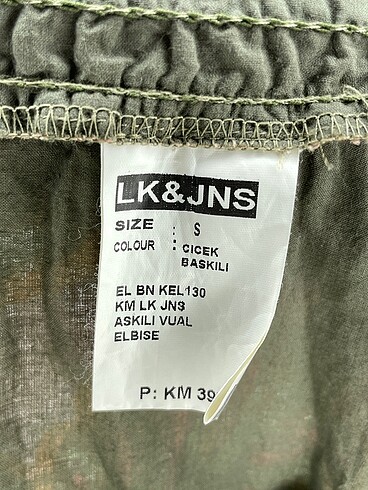 LK&JNS
SIZE : S
COLOUR : CICEK
BASKILI
EL BN KEL130
KM LK JNS
ASKILI VUAL
ELBISE
P: KM 39